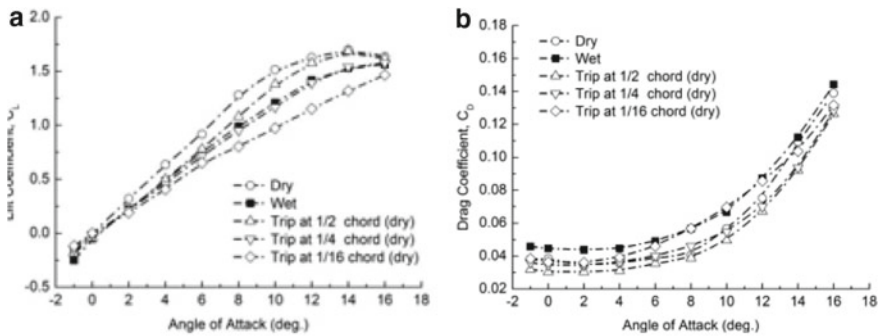 a
2.0
1.5
1.0
0.5
0.0
-0.5
Lift Coefficient, C_L
-2 0 2 4 6 8 10 12 14 16 18
Angle of Attack (deg.)
Dry
Wet
Trip at 1/2 chord (dry)
Trip at 1/4 chord (dry)
Trip at 1/16 chord (dry)
b
0.16
0.14
0.12
0.10
0.08
0.06
0.04
0.02
Drag Coefficient, C_D
-2 0 2 4 6 8 10 12 14 16 18
Angle of Attack (deg.)
Dry
Wet
Trip at 1/2 chord (dry)
Trip at 1/4 chord (dry)
Trip at 1/16 chord (dry)